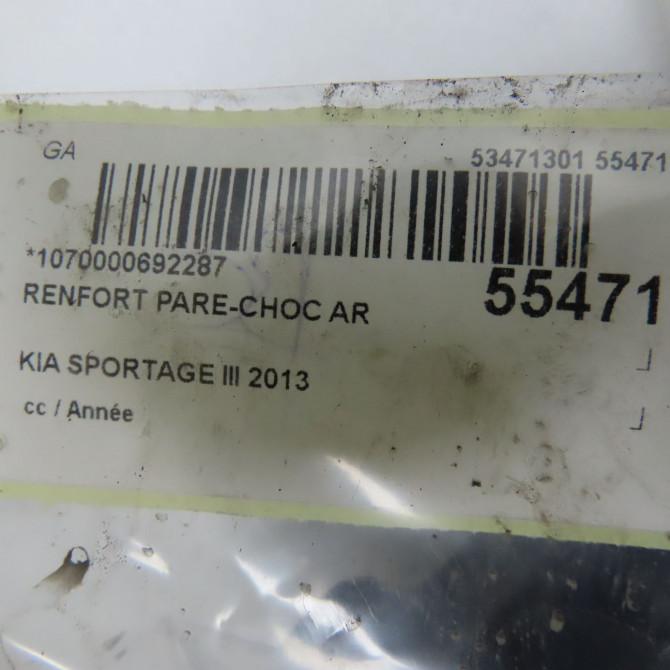 GA
53471301 55471
*1070000692287
55471
RENFORT PARE-CHOC AR
KIA SPORTAGE III 2013
cc / Année